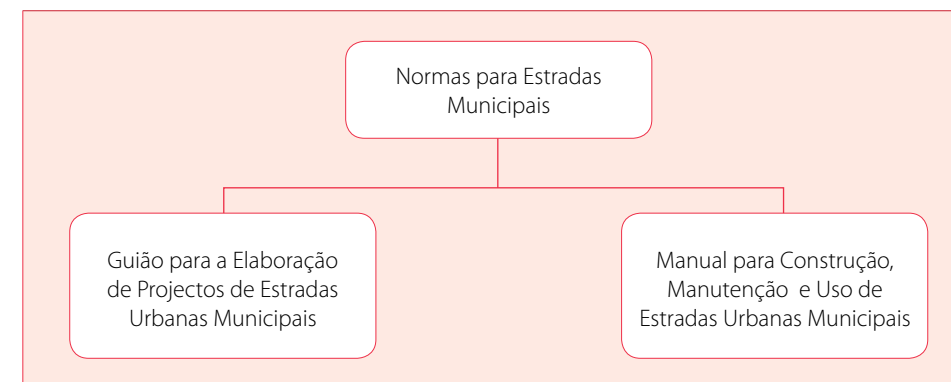 Normas para Estradas
Municipais
Guião para a Elaboração
de Projectos de Estradas
Urbanas Municipais
Manual para Construção,
Manutenção e Uso de
Estradas Urbanas Municipais